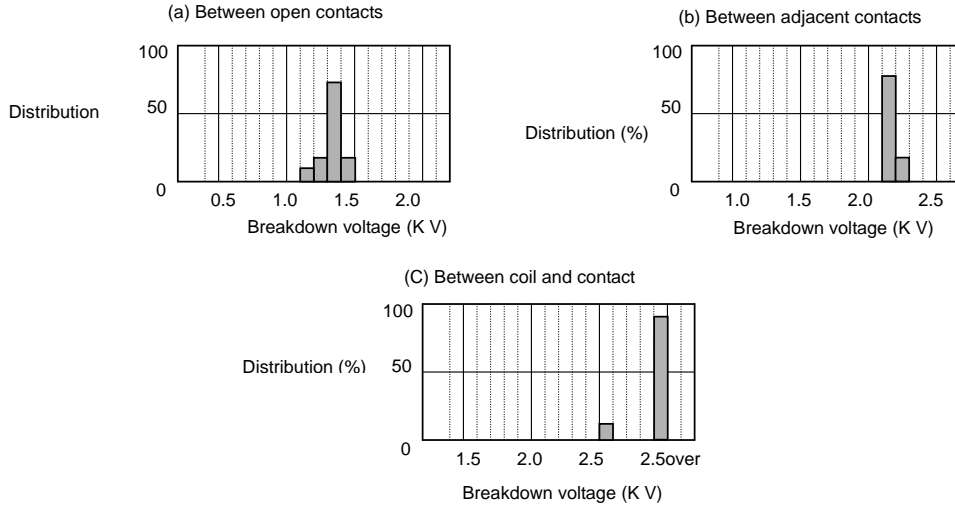 (a) Between open contacts
100
Distribution
50
0
0.5 1.0 1.5 2.0
Breakdown voltage (K V)
(b) Between adjacent contacts
100
50
Distribution (%)
0
1.0 1.5 2.0 2.5
Breakdown voltage (K V)
(C) Between coil and contact
100
Distribution (%)
50
0
1.5 2.0 2.5 2.5over
Breakdown voltage (K V)